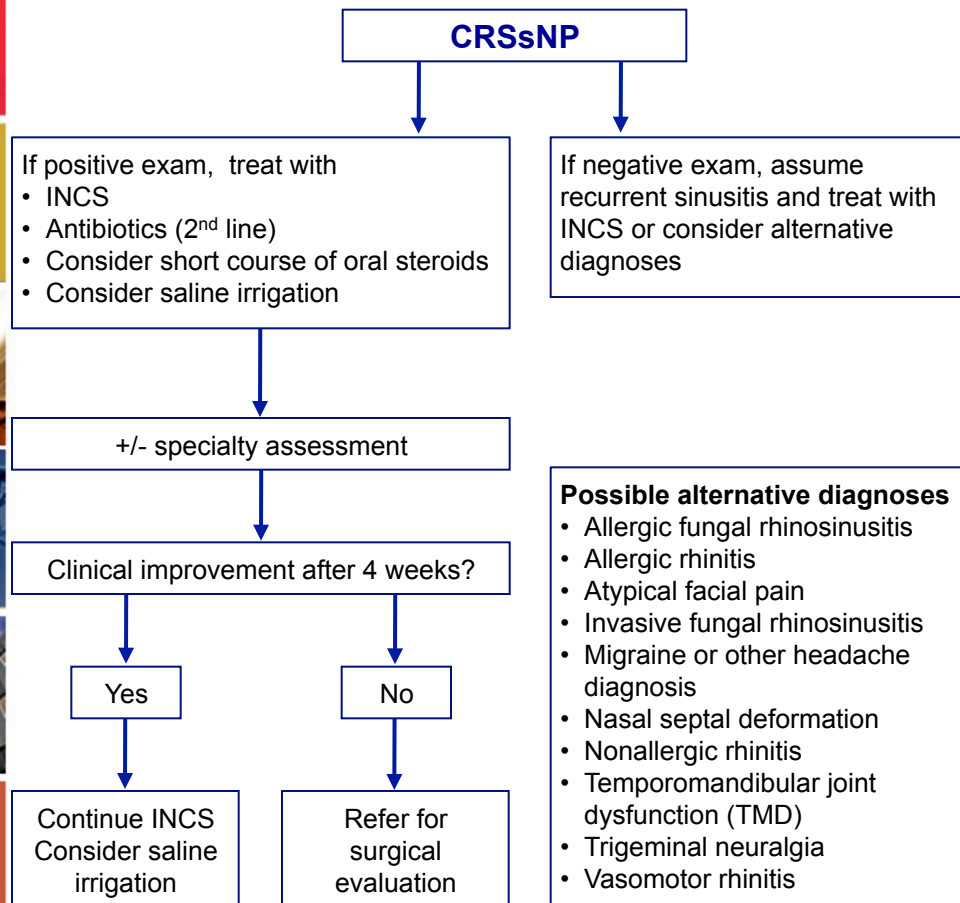 CRSsNP
If positive exam, treat with
• INCS
• Antibiotics (2nd line)
• Consider short course of oral steroids
• Consider saline irrigation
If negative exam, assume
recurrent sinusitis and treat with
INCS or consider alternative
diagnoses
+/- specialty assessment
Clinical improvement after 4 weeks?
Yes
No
Continue INCS
Consider saline
irrigation
Refer for
surgical
evaluation
Possible alternative diagnoses
• Allergic fungal rhinosinusitis
• Allergic rhinitis
• Atypical facial pain
• Invasive fungal rhinosinusitis
• Migraine or other headache
diagnosis
• Nasal septal deformation
• Nonallergic rhinitis
• Temporomandibular joint
dysfunction (TMD)
• Trigeminal neuralgia
• Vasomotor rhinitis